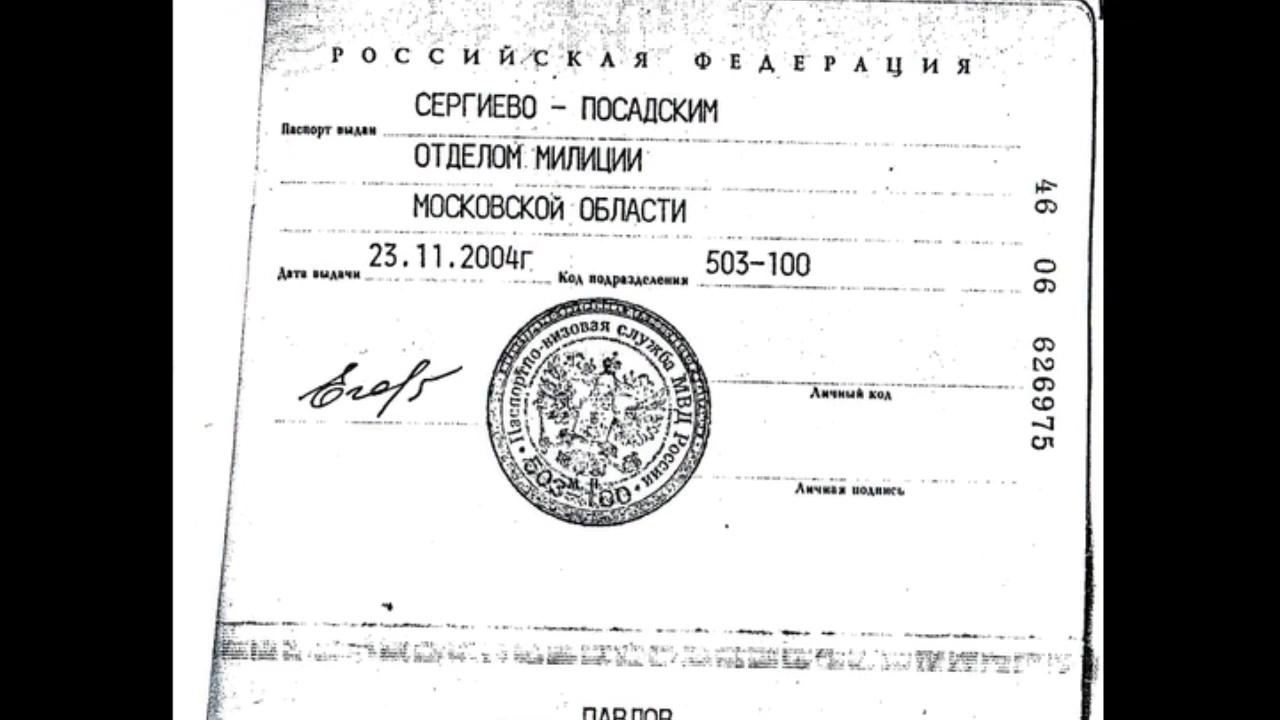 РОССИЙСКАЯ ФЕДЕРАЦИЯ
СЕРГИЕВО – ПОСАДСКИМ
Паспорт выдан
ОТДЕЛОМ МИЛИЦИИ
МОСКОВСКОЙ ОБЛАСТИ
Дата выдачи 23.11.2004г. Код подразделения 503-100
46 06 626975
Паспортно-визовая служба МВД России
503-100
М. П.
Личный код
Личная подпись
ПАВЛОВ